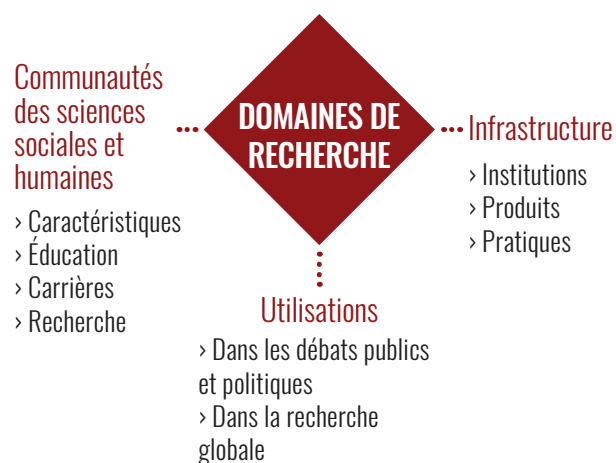 DOMAINES DE
RECHERCHE
Communautés
des sciences
sociales et
humaines
› Caractéristiques
› Éducation
› Carrières
› Recherche
Infrastructure
› Institutions
› Produits
› Pratiques
Utilisations
› Dans les débats publics
et politiques
› Dans la recherche
globale